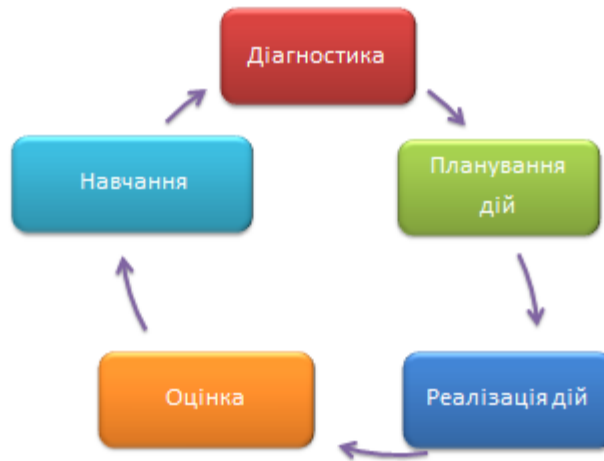 Діагностика
Планування
дій
Реалізація дій
Оцінка
Навчання